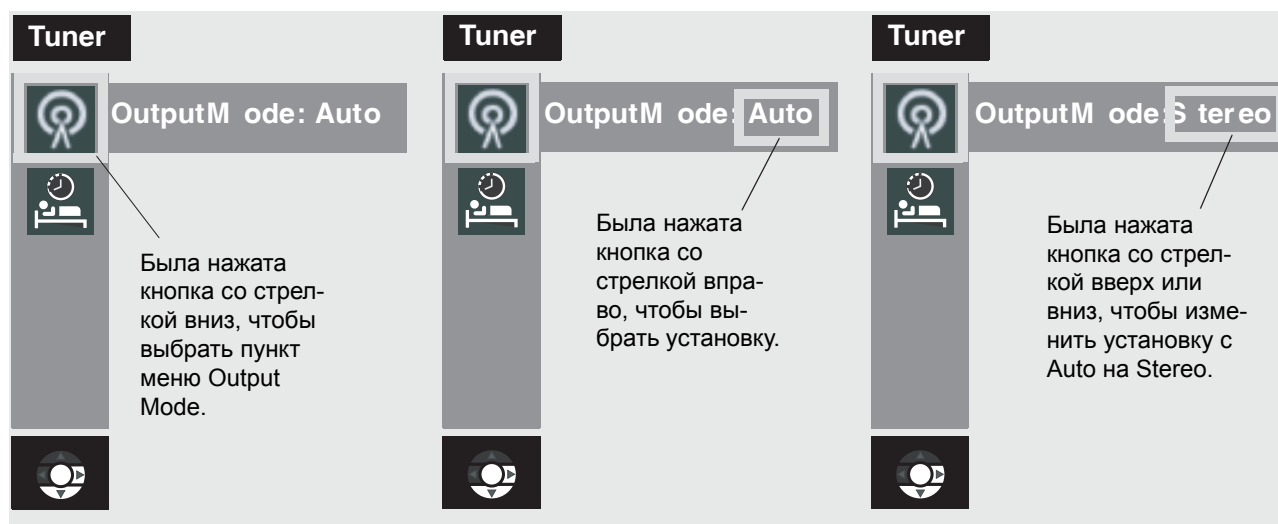 Tuner
OutputM ode: Auto
Была нажата
кнопка со стрел-
кой вниз, чтобы
выбрать пункт
меню Output
Mode.
Tuner
OutputM ode: Auto
Была нажата
кнопка со
стрелкой впра-
во, чтобы вы-
брать установку.
Tuner
OutputM ode:S tereo
Была нажата
кнопка со стрел-
кой вверх или
вниз, чтобы изме-
нить установку с
Auto на Stereo.